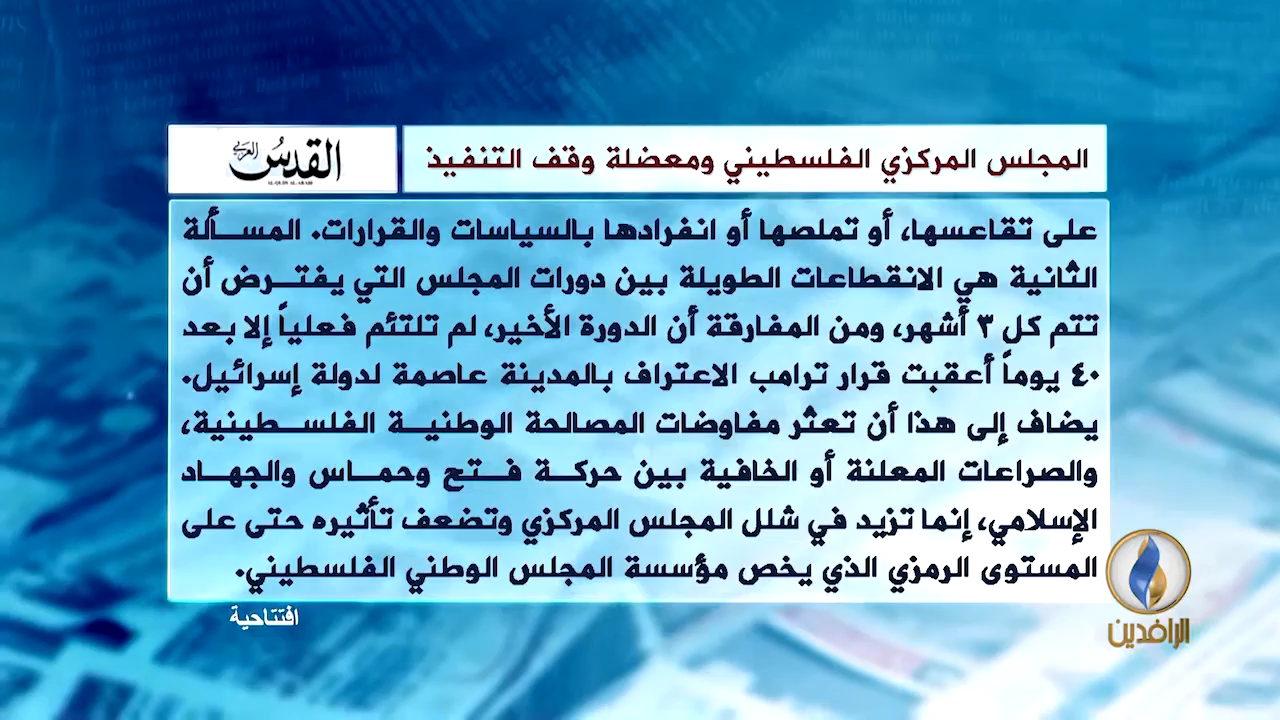 المجلس المركزي الفلسطيني ومعضلة وقف التنفيذ
القدس العربي
AL-QUDS AL-ARABI
على تقاعسها، أو تملصها أو انفرادها بالسياسات والقرارات. المسألة
الثانية هي الانقطاعات الطويلة بين دورات المجلس التي يفترض أن
تتم كل ٣ أشهر، ومن المفارقة أن الدورة الأخير، لم تلتئم فعلياً إلا بعد
٤٠ يوماً أعقبت قرار ترامب الاعتراف بالمدينة عاصمة لدولة إسرائيل.
يضاف إلى هذا أن تعثر مفاوضات المصالحة الوطنية الفلسطينية،
والصراعات المعلنة أو الخافية بين حركة فتح وحماس والجهاد
الإسلامي، إنما تزيد في شلل المجلس المركزي وتضعف تأثيره حتى على
المستوى الرمزي الذي يخص مؤسسة المجلس الوطني الفلسطيني.
افتتاحية
الرافدين